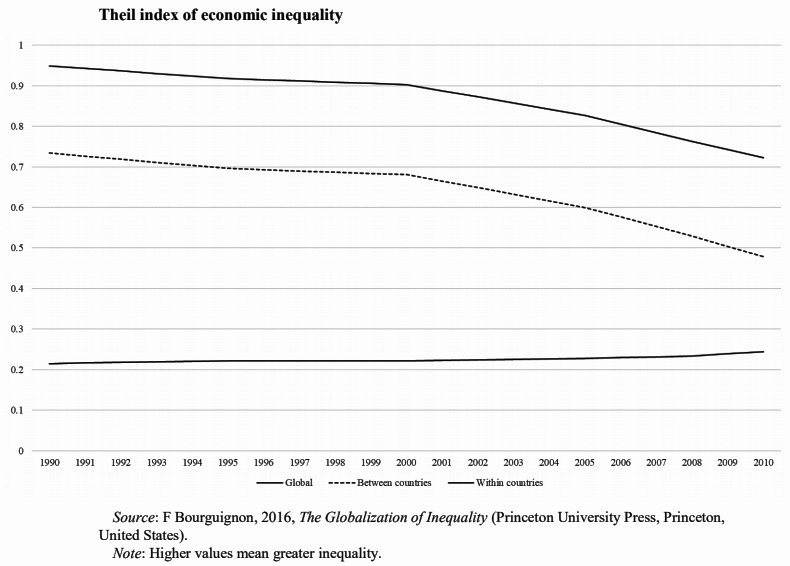 Theil index of economic inequality
1
0.9
0.8
0.7
0.6
0.5
0.4
0.3
0.2
0.1
0
1990 1991 1992 1993 1994 1995 1996 1997 1998 1999 2000 2001 2002 2003 2004 2005 2006 2007 2008 2009 2010
Global Between countries Within countries
Source: F Bourguignon, 2016, The Globalization of Inequality (Princeton University Press, Princeton,
United States).
Note: Higher values mean greater inequality.